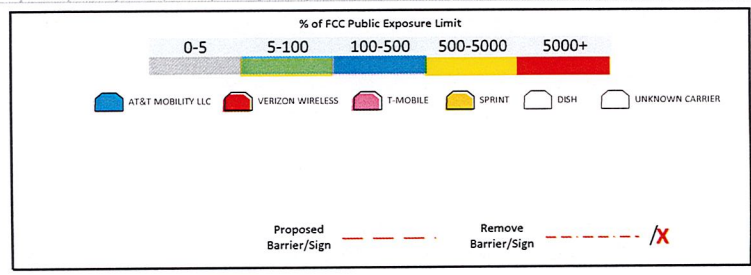 % of FCC Public Exposure Limit
0-5 5-100 100-500 500-5000 5000+
AT&T MOBILITY LLC VERIZON WIRELESS T-MOBILE SPRINT DISH UNKNOWN CARRIER
Proposed Remove
Barrier/Sign Barrier/Sign /X